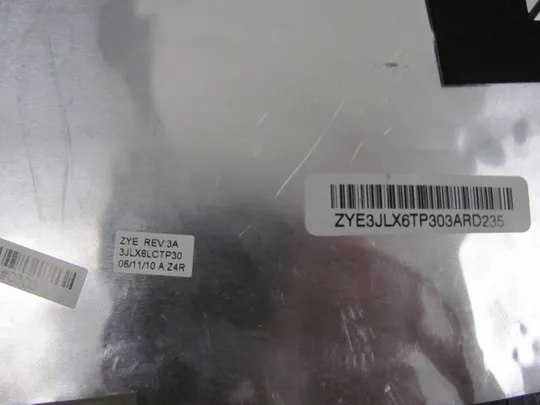 ZYE3JLX6TP303ARD235
ZYE REV:3A
3JLX6LCTP30
06/11/10 A Z4R